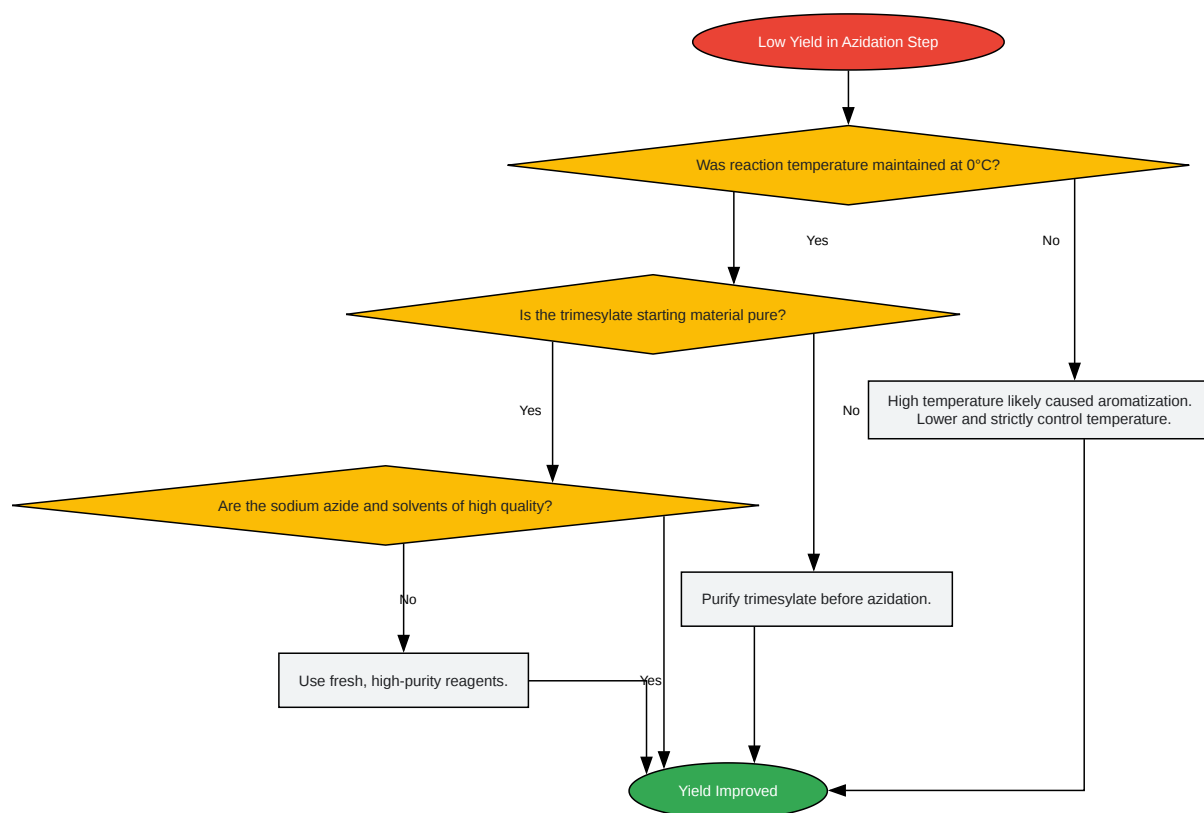 Low Yield in Azidation Step
Was reaction temperature maintained at 0°C?
Yes
No
Is the trimesylate starting material pure?
Yes
No
High temperature likely caused aromatization.
Lower and strictly control temperature.
Are the sodium azide and solvents of high quality?
No
Purify trimesylate before azidation.
Use fresh, high-purity reagents.
Yes
Yield Improved